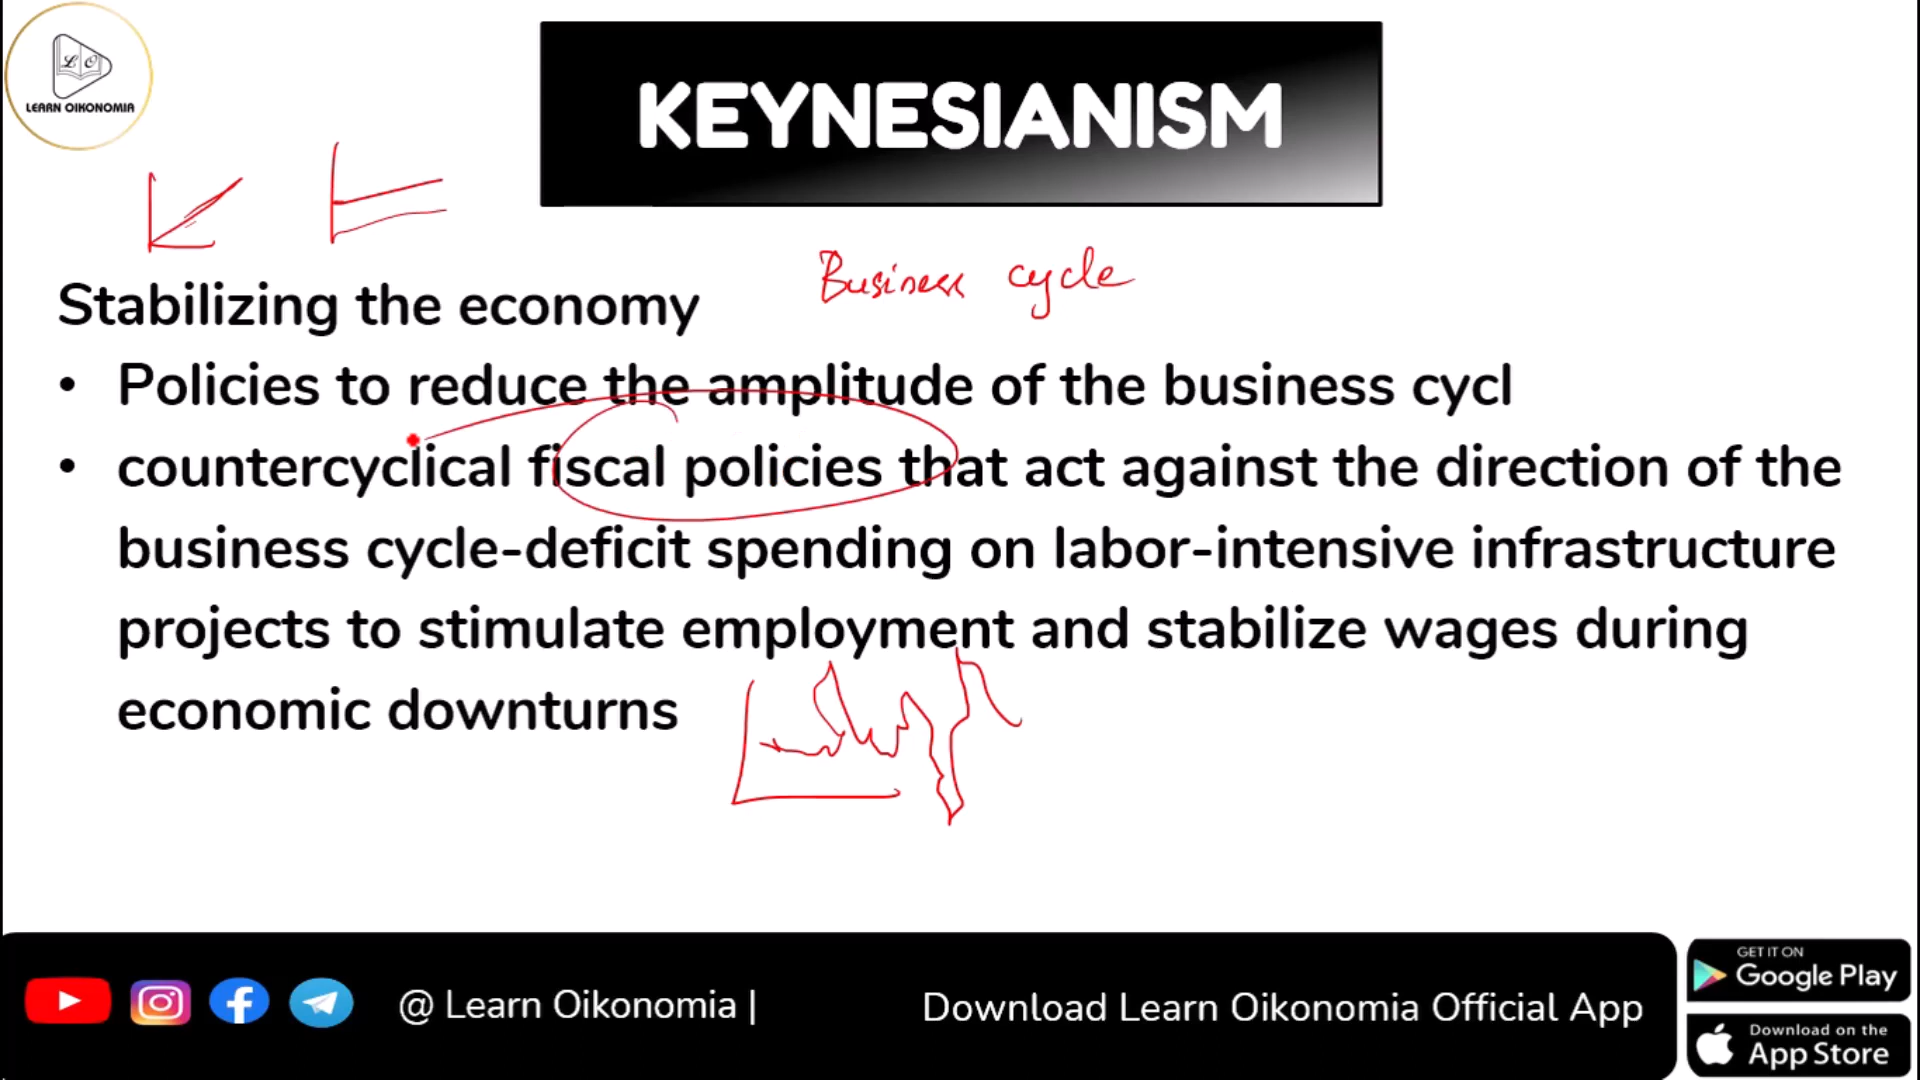 L O
LEARN OIKONOMIA
KEYNESIANISM
Business cycle
Stabilizing the economy
• Policies to reduce the amplitude of the business cycl
• countercyclical fiscal policies that act against the direction of the
business cycle-deficit spending on labor-intensive infrastructure
projects to stimulate employment and stabilize wages during
economic downturns
@ Learn Oikonomia |
Download Learn Oikonomia Official App
GET IT ON
Google Play
Download on the
App Store